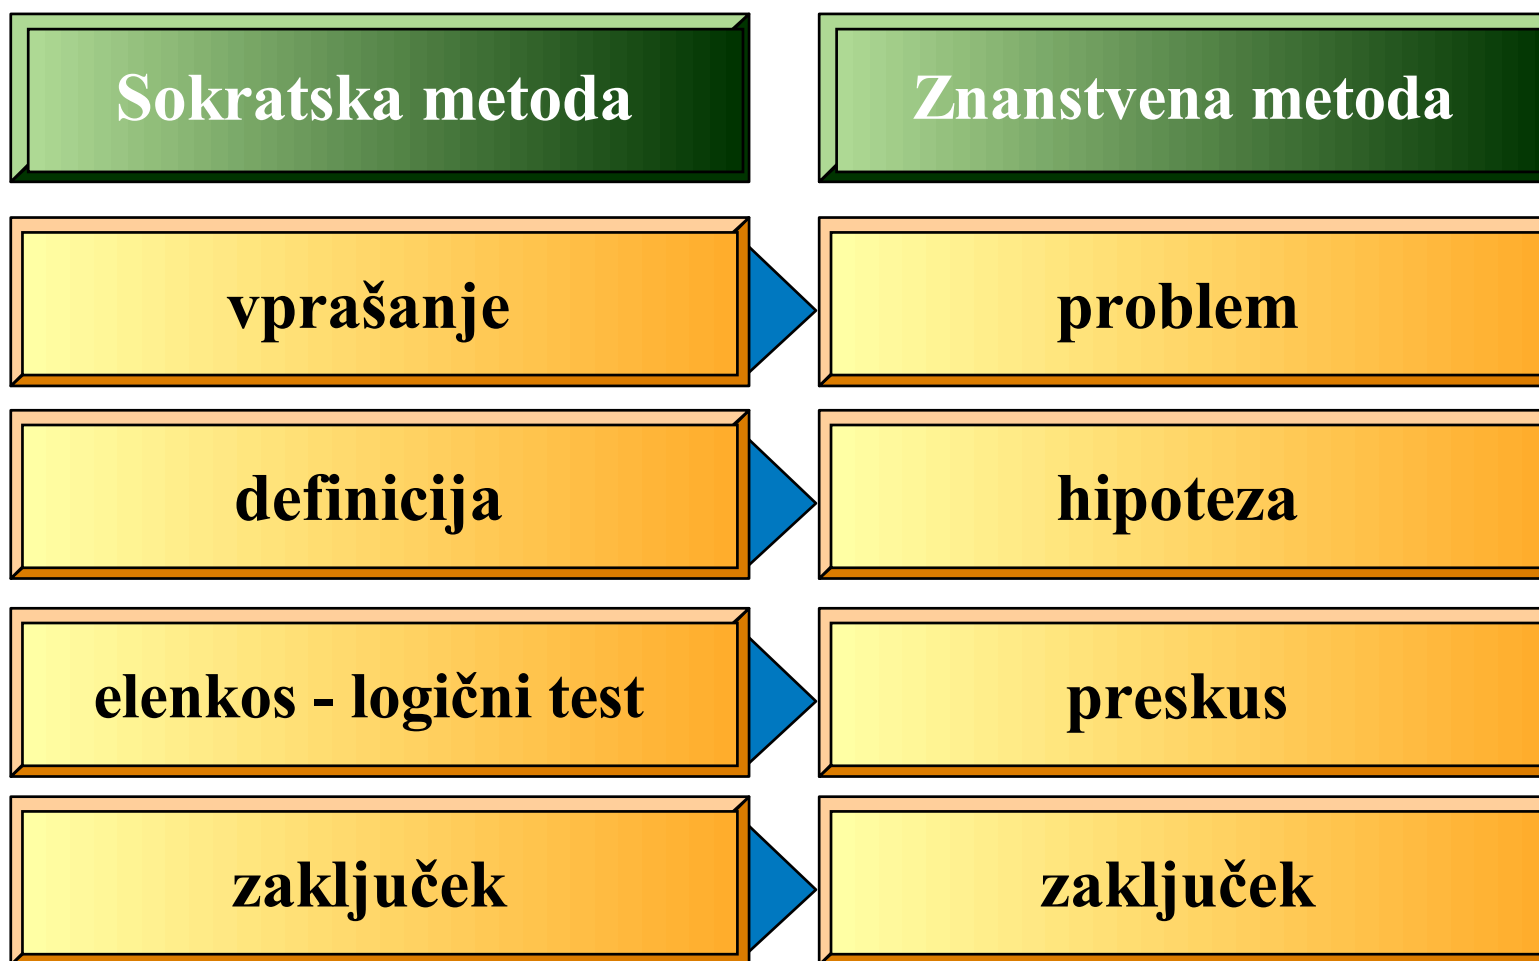 Sokratska metoda
Znanstvena metoda
vprašanje
problem
definicija
hipoteza
elenkos - logični test
preskus
zaključek
zaključek